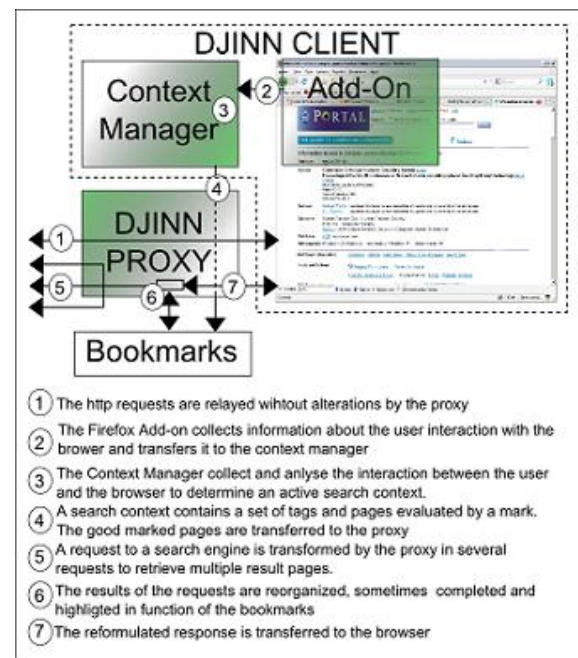 DJINN CLIENT
Context
Manager
3
2
Add-On
PORTAL
4
DJINN
PROXY
1
5
6
7
Bookmarks
1 The http requests are relayed wihtout alterations by the proxy
2 The Firefox Add-on collects information about the user interaction with the
brower and transfers it to the context manager
3 The Context Manager collect and anlyse the interaction between the user
and the browser to determine an active search context.
4 A search context contains a set of tags and pages evaluated by a mark.
The good marked pages are transferred to the proxy
5 A request to a search engine is transformed by the proxy in several
requests to retrieve multiple result pages.
6 The results of the requests are reorganized, sometimes completed and
highligted in function of the bookmarks
7 The reformulated response is transferred to the browser